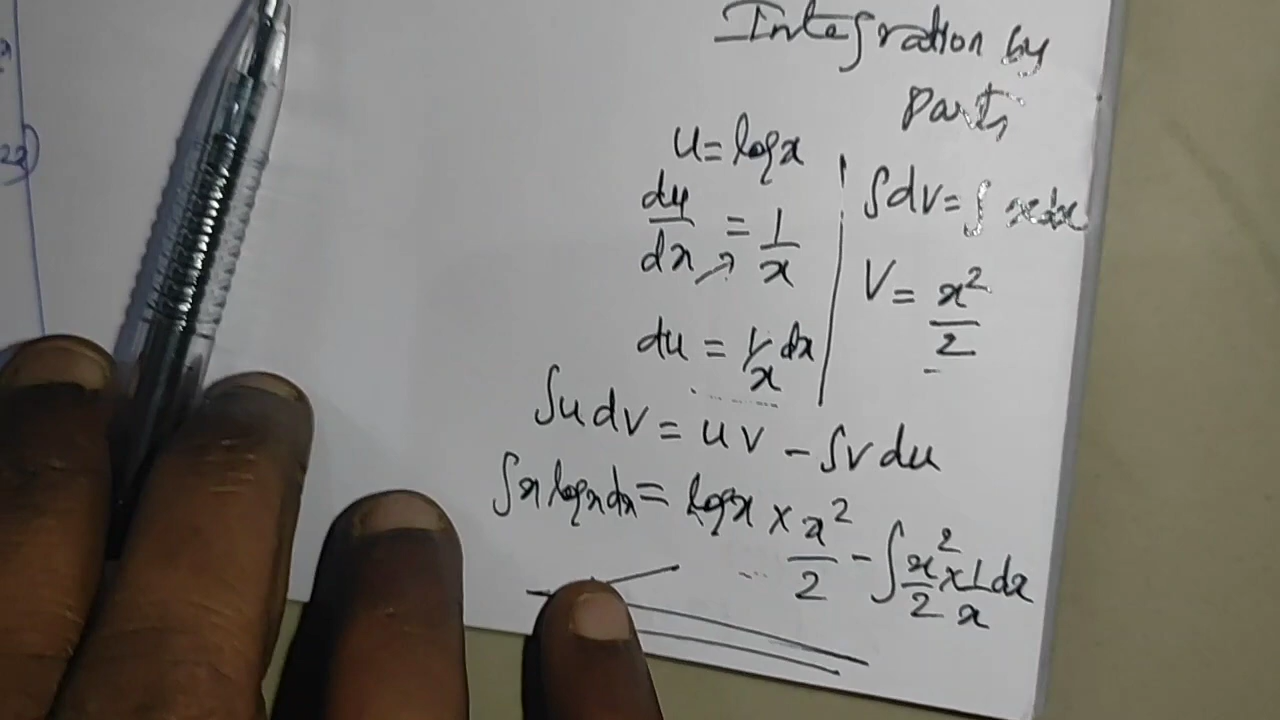 Integration by
Parts
u = log x
∫dv = ∫ x dx
du/dx = 1/x
V = x²/2
du = 1/x dx
∫u dv = uv - ∫v du
∫x log x dx = log x × x²/2 - ∫ x²/2 × 1/x dx
22)